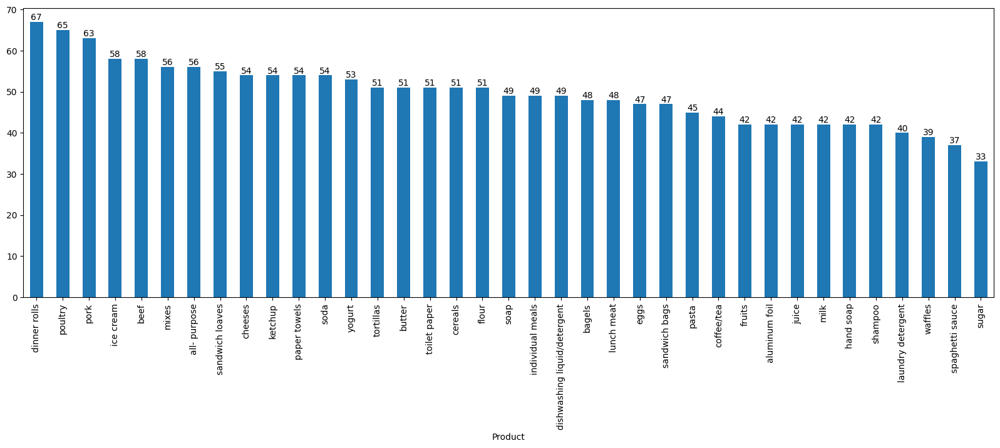 70
60
50
40
30
20
10
0
67
65
63
58
58
56
56
55
54
54
54
54
53
51
51
51
51
51
49
49
49
48
48
47
47
45
44
42
42
42
42
42
42
40
39
37
33
dinner rolls
poultry
pork
ice cream
beef
mixes
all- purpose
sandwich loaves
cheeses
ketchup
paper towels
soda
yogurt
tortillas
butter
toilet paper
cereals
flour
soap
individual meals
dishwashing liquid/detergent
bagels
lunch meat
eggs
sandwich bags
pasta
coffee/tea
fruits
aluminum foil
juice
milk
hand soap
shampoo
laundry detergent
waffles
spaghetti sauce
sugar
Product